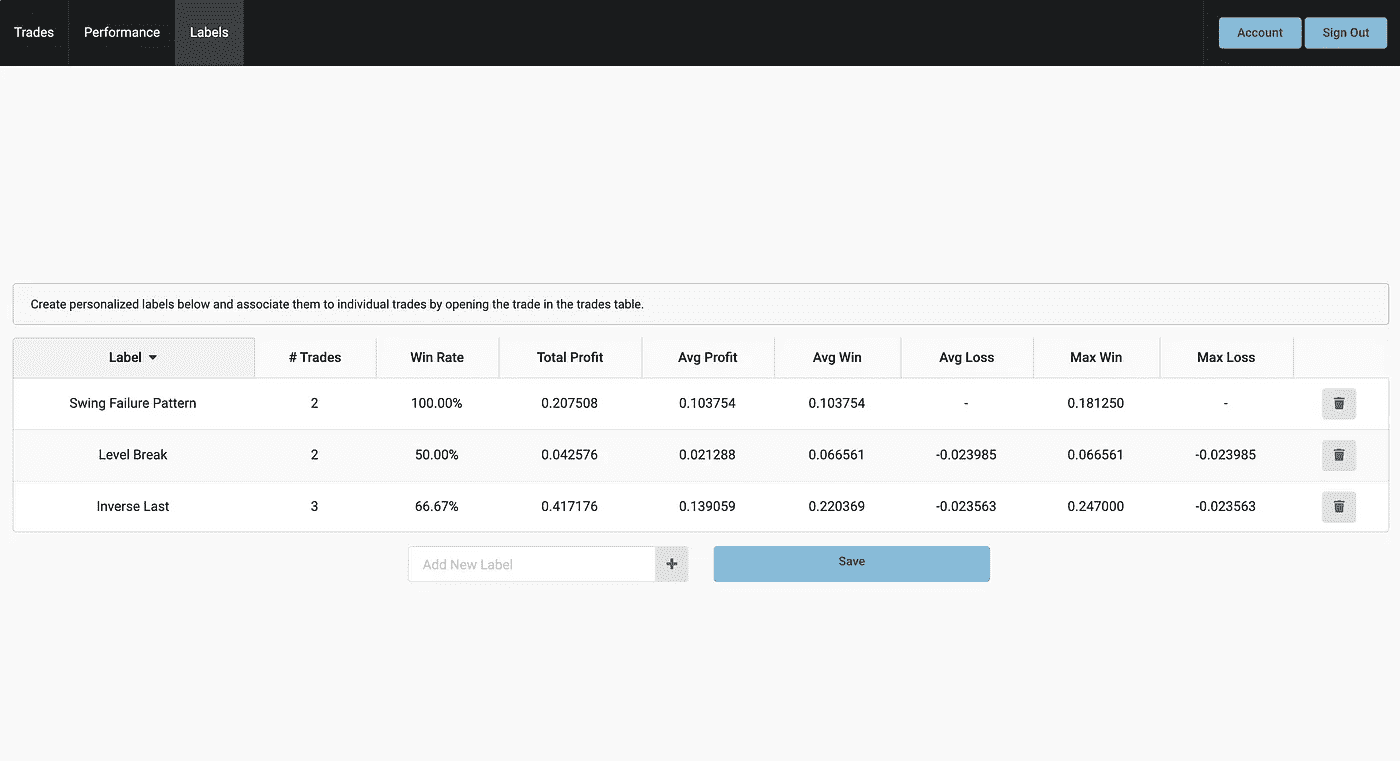 Trades Performance Labels Account Sign Out
Create personalized labels below and associate them to individual trades by opening the trade in the trades table.
Label # Trades Win Rate Total Profit Avg Profit Avg Win Avg Loss Max Win Max Loss
Swing Failure Pattern 2 100.00% 0.207508 0.103754 0.103754 - 0.181250 -
Level Break 2 50.00% 0.042576 0.021288 0.066561 -0.023985 0.066561 -0.023985
Inverse Last 3 66.67% 0.417176 0.139059 0.220369 -0.023563 0.247000 -0.023563
Add New Label + Save